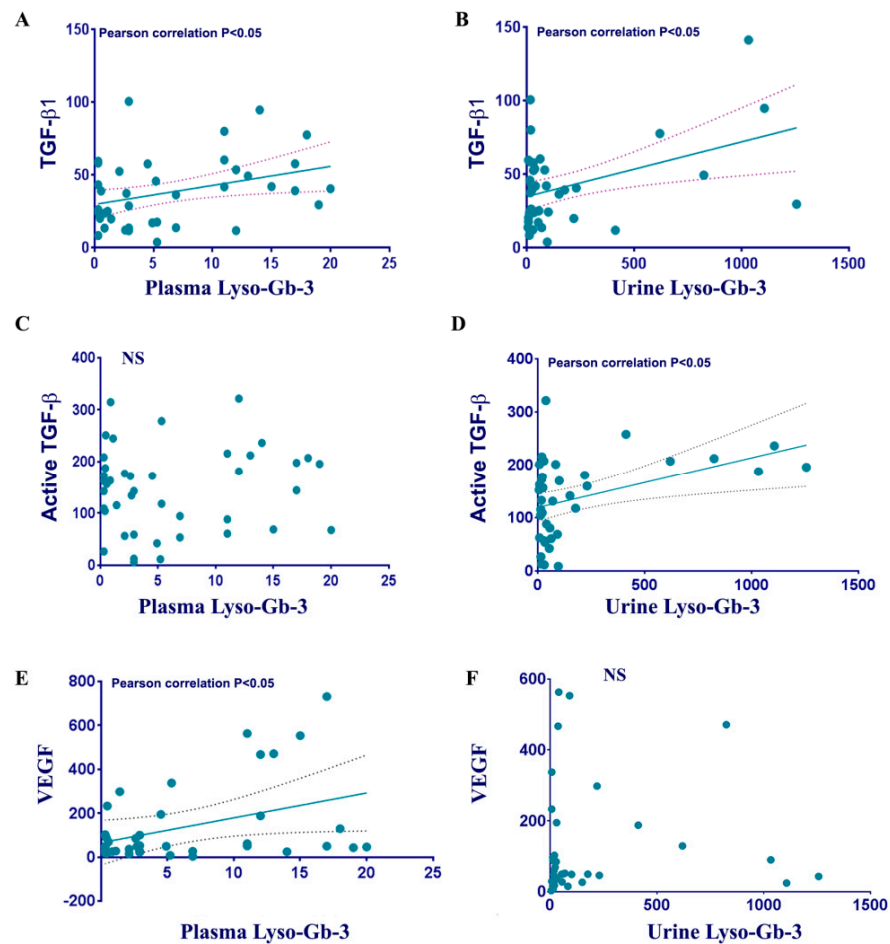 A
Pearson correlation P<0.05
TGF-β1
150
100
50
0
0 5 10 15 20 25
Plasma Lyso-Gb-3
B
Pearson correlation P<0.05
TGF-β1
150
100
50
0
0 500 1000 1500
Urine Lyso-Gb-3
C
NS
Active TGF-β
400
300
200
100
0
0 5 10 15 20 25
Plasma Lyso-Gb-3
D
Pearson correlation P<0.05
Active TGF-β
400
300
200
100
0
0 500 1000 1500
Urine Lyso-Gb-3
E
Pearson correlation P<0.05
VEGF
800
600
400
200
0
-200
5 10 15 20 25
Plasma Lyso-Gb-3
F
NS
VEGF
600
400
200
0
0 500 1000 1500
Urine Lyso-Gb-3